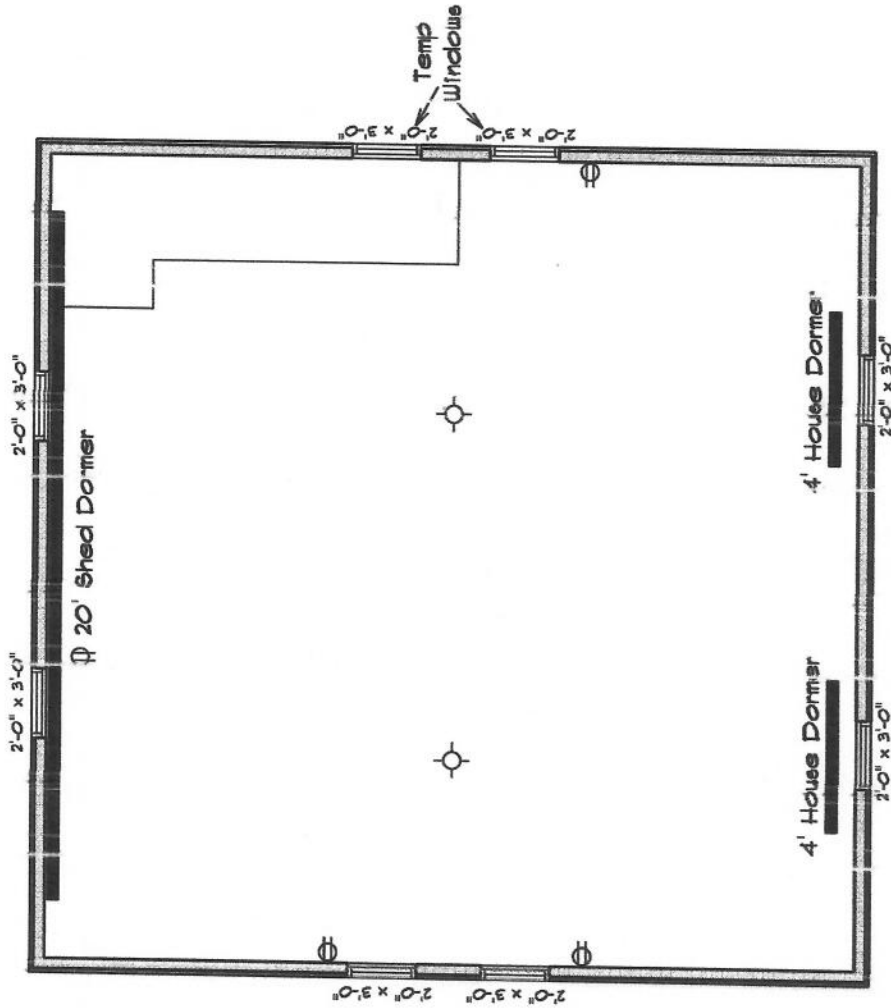 Temp
Windows
2'-0" x 3'-0"
2'-0" x 3'-0"
2'-0" x 3'-0"
2'-0" x 3'-0"
20' Shed Dormer
4' House Dormer
4' House Dormer
2'-0" x 3'-0"
2'-0" x 3'-0"
2'-0" x 3'-0"
2'-0" x 3'-0"